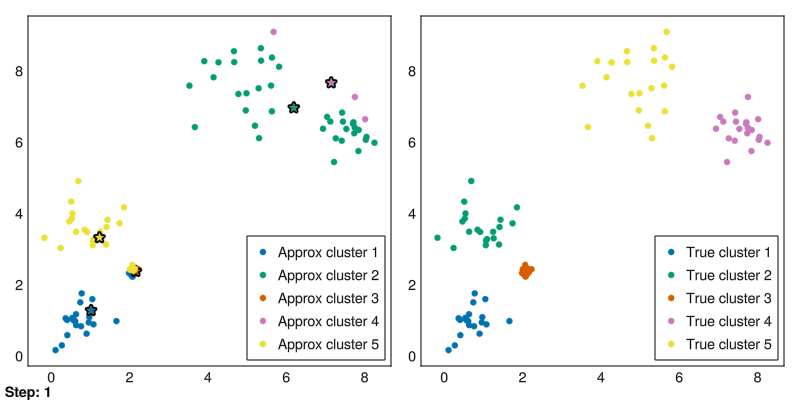 8
6
4
2
0
Approx cluster 1
Approx cluster 2
Approx cluster 3
Approx cluster 4
Approx cluster 5
0 2 4 6 8
8
6
4
2
0
True cluster 1
True cluster 2
True cluster 3
True cluster 4
True cluster 5
0 2 4 6 8
Step: 1